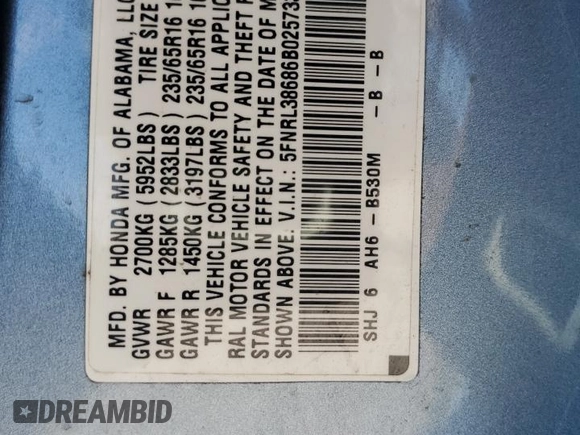 MFD. BY HONDA MFG. OF ALABAMA, LLC
GVWR 2700KG (5952LBS) TIRE SIZE
GAWR F 1285KG (2833LBS) 235/65R16
GAWR R 1450KG (3197LBS) 235/65R16
THIS VEHICLE CONFORMS TO ALL APPLIC
RAL MOTOR VEHICLE SAFETY AND THEFT
STANDARDS IN EFFECT ON THE DATE OF M
SHOWN ABOVE. V.I.N.: 5FNRL38686B02573
SHJ 6 AH6 - B530M - B - B
DREAMBID